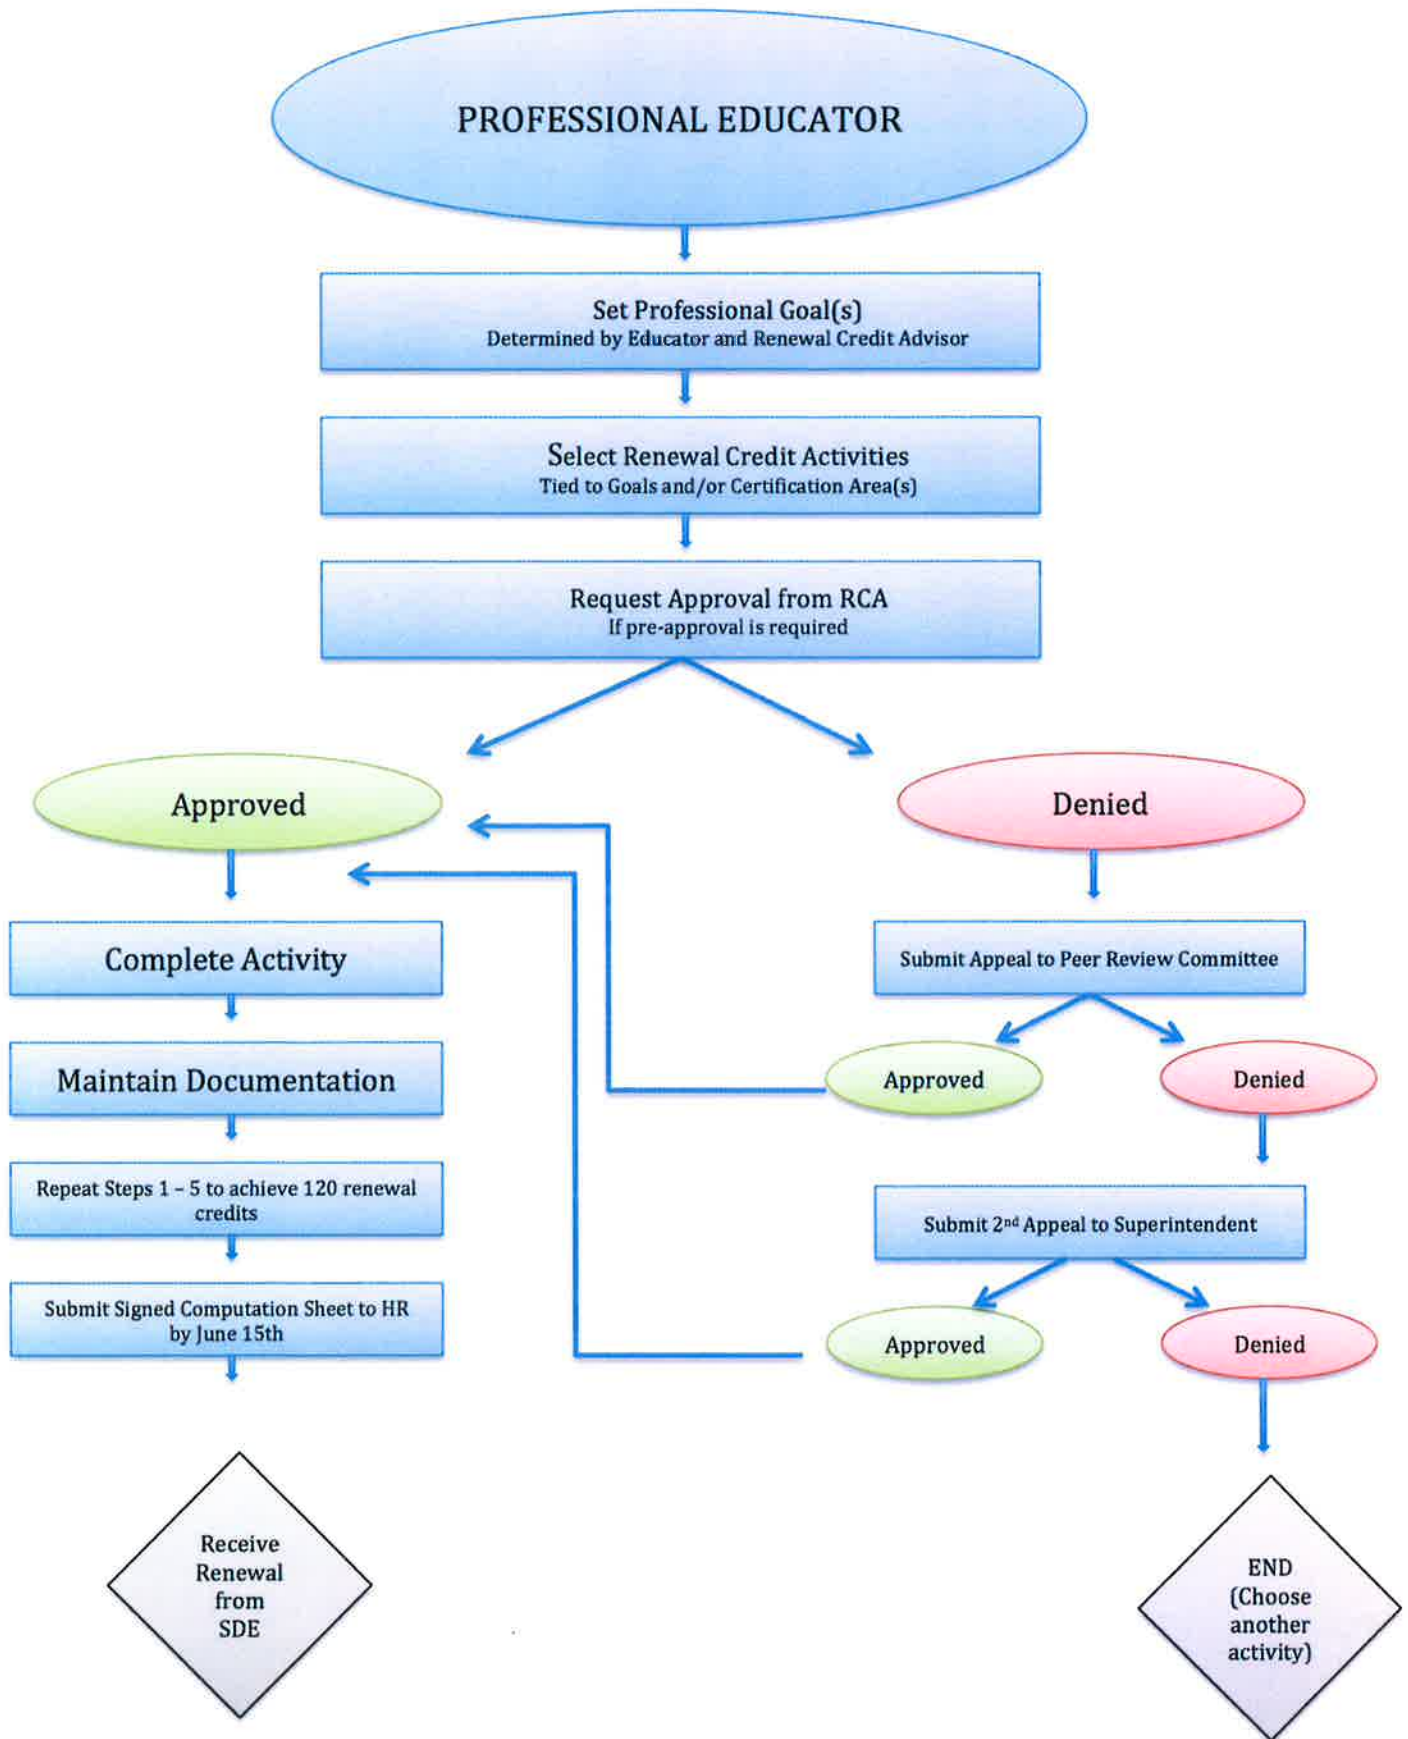 PROFESSIONAL EDUCATOR
Set Professional Goal(s)
Determined by Educator and Renewal Credit Advisor
Select Renewal Credit Activities
Tied to Goals and/or Certification Area(s)
Request Approval from RCA
If pre-approval is required
Approved
Denied
Complete Activity
Submit Appeal to Peer Review Committee
Maintain Documentation
Approved
Denied
Repeat Steps 1 – 5 to achieve 120 renewal
credits
Submit 2nd Appeal to Superintendent
Submit Signed Computation Sheet to HR
by June 15th
Approved
Denied
Receive
Renewal
from
SDE
END
(Choose
another
activity)